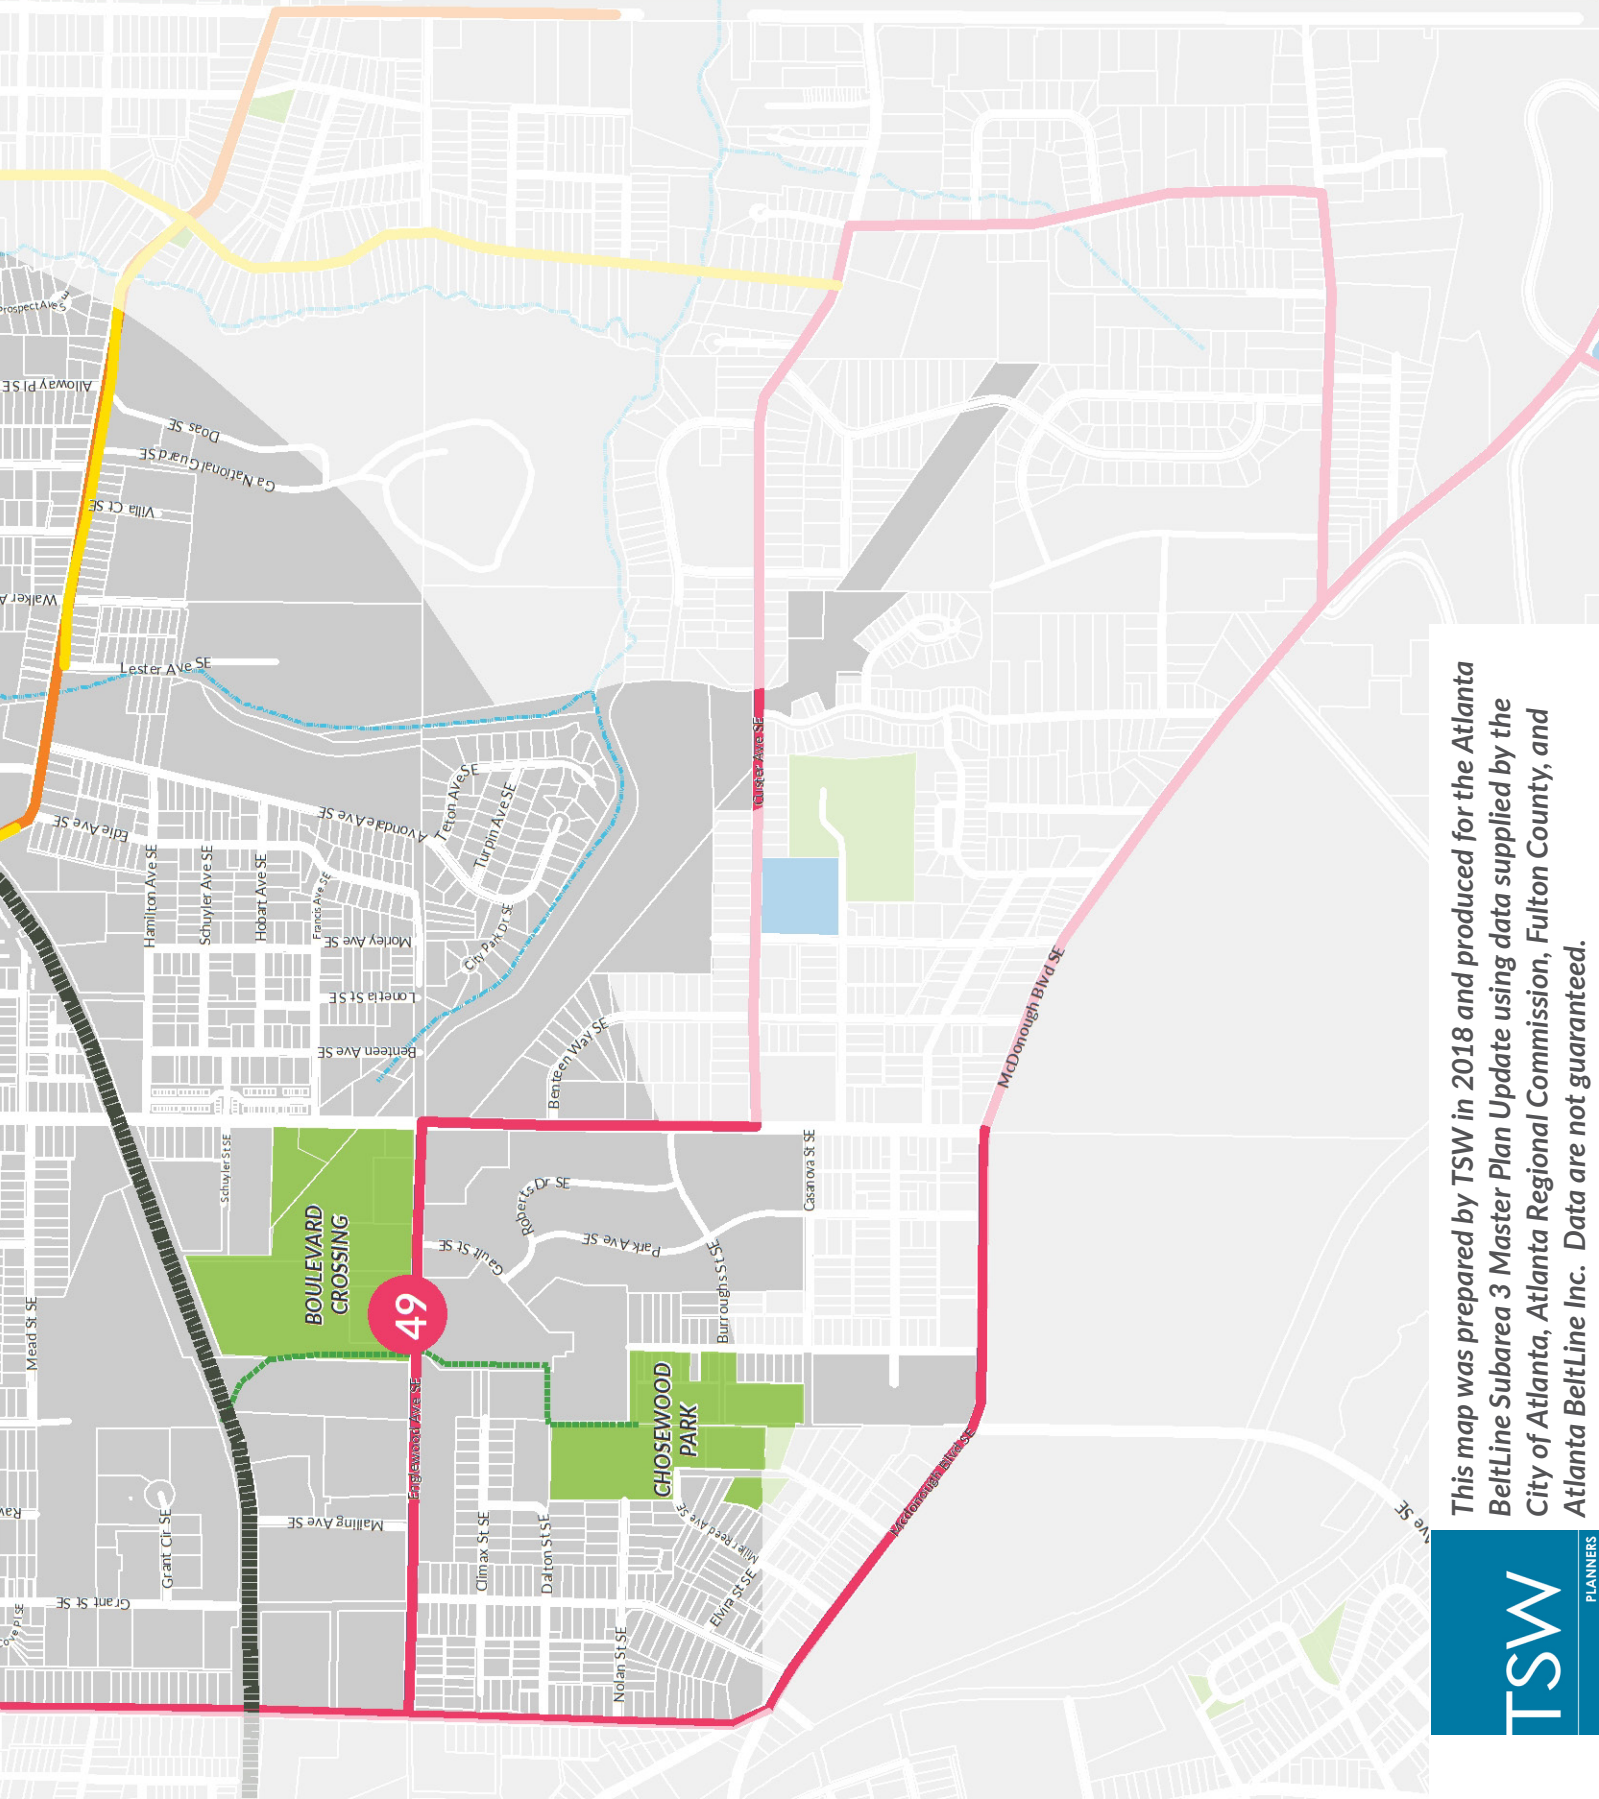 Prospect Ave S
Alloway Pl SE
Doas SE
Ga National Guard SE
Villa Ct SE
Lester Ave SE
Edie Ave SE
Avondale Ave SE
Teton Ave SE
Turpin Ave SE
City Park Dr SE
Hamilton Ave SE
Schuyler Ave SE
Hobart Ave SE
Francis Ave SE
Morley Ave SE
Lonetia St SE
Benteen Ave SE
Benteen Way SE
Custer Ave SE
McDonough Blvd SE
Schuyler St SE
BOULEVARD
CROSSING
49
Gault St SE
Roberts Dr SE
Park Ave SE
Burroughs St SE
Casanova St SE
Mead St SE
Englewood Ave SE
CHOSEWOOD
PARK
Mcdonough Blvd SE
Grant Cir SE
Mailing Ave SE
Grant St SE
Climax St SE
Dalton St SE
Nolan St SE
Miller Reed Ave SE
Elvira St SE
Ave SE
This map was prepared by TSW in 2018 and produced for the Atlanta
BeltLine Subarea 3 Master Plan Update using data supplied by the
City of Atlanta, Atlanta Regional Commission, Fulton County, and
Atlanta BeltLine Inc. Data are not guaranteed.
TSW
PLANNERS